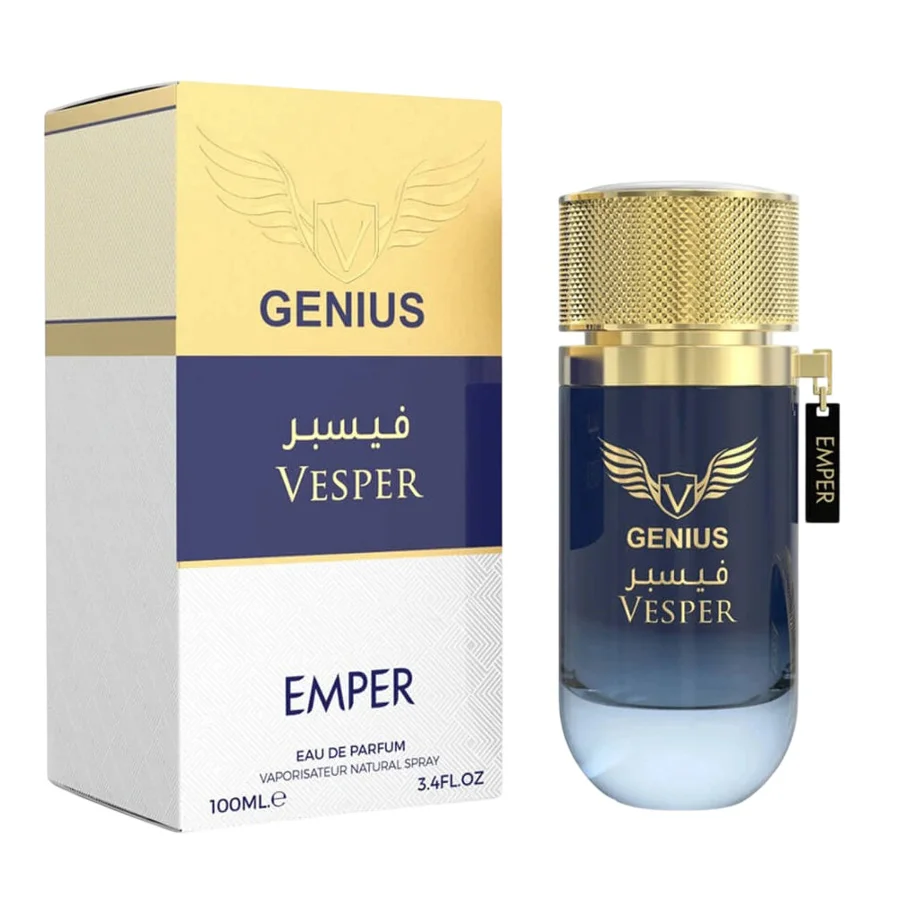 V
GENIUS
فيسبر
VESPER
EMPER
EAU DE PARFUM
VAPORISATEUR NATURAL SPRAY
100ML.e
3.4FL.OZ
V
GENIUS
فيسبر
VESPER
EMPER